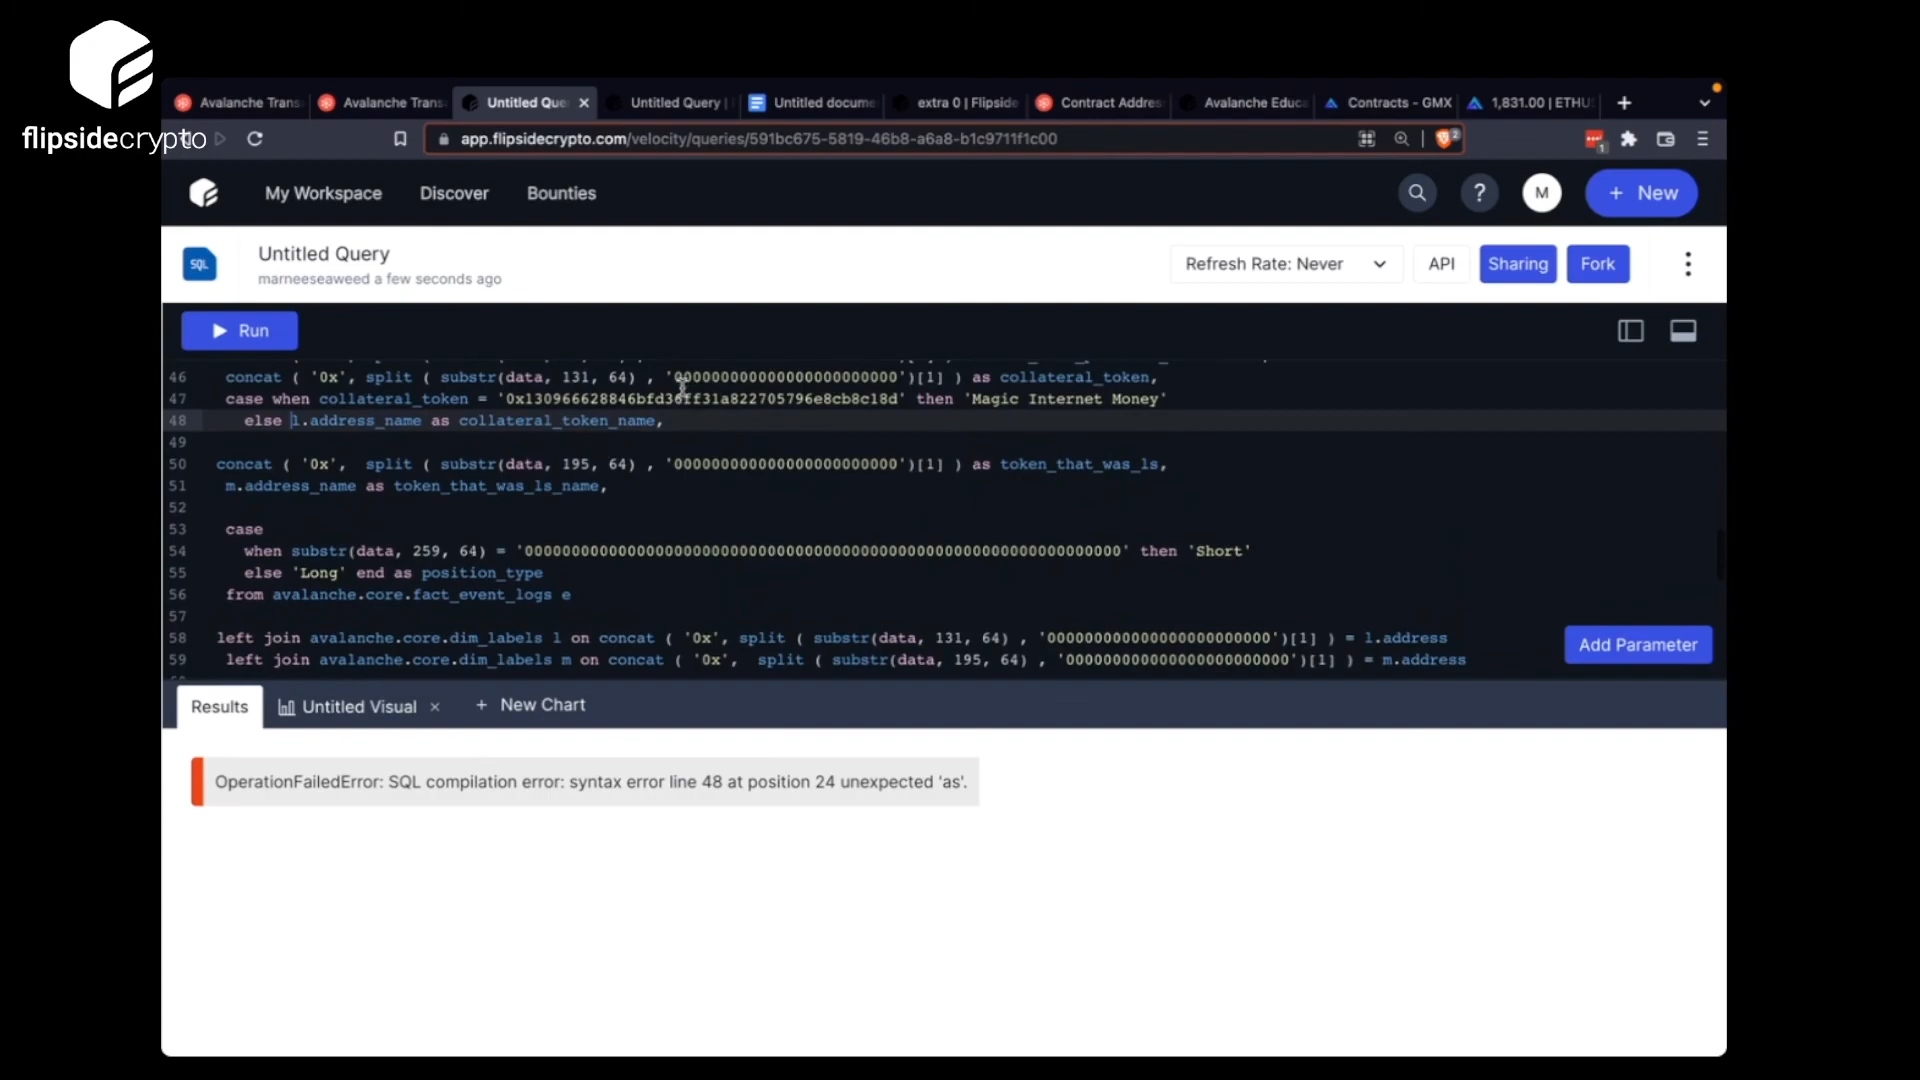 flipsidecrypto
Avalanche Trans
Avalanche Trans
Untitled Que
Untitled Query |
Untitled docume
extra 0 | Flipside
Contract Addres
Avalanche Educa
Contracts - GMX
1,831.00 | ETHU
app.flipsidecrypto.com/velocity/queries/591bc675-5819-46b8-a6a8-b1c9711f1c00
2
1
My Workspace
Discover
Bounties
?
M
+ New
SQL
Untitled Query
marneeseaweed a few seconds ago
Refresh Rate: Never
API
Sharing
Fork
Run
46 concat ( '0x', split ( substr(data, 131, 64) , '000000000000000000000000')[1] ) as collateral_token,
47 case when collateral_token = '0x130966628846bfd36ff31a822705796e8cb8c18d' then 'Magic Internet Money'
48 else l.address_name as collateral_token_name,
49
50 concat ( '0x', split ( substr(data, 195, 64) , '000000000000000000000000')[1] ) as token_that_was_ls,
51 m.address_name as token_that_was_ls_name,
52
53 case
54 when substr(data, 259, 64) = '0000000000000000000000000000000000000000000000000000000000000000' then 'Short'
55 else 'Long' end as position_type
56 from avalanche.core.fact_event_logs e
57
58 left join avalanche.core.dim_labels l on concat ( '0x', split ( substr(data, 131, 64) , '000000000000000000000000')[1] ) = l.address
59 left join avalanche.core.dim_labels m on concat ( '0x', split ( substr(data, 195, 64) , '000000000000000000000000')[1] ) = m.address
Add Parameter
Results
Untitled Visual
+ New Chart
OperationFailedError: SQL compilation error: syntax error line 48 at position 24 unexpected 'as'.